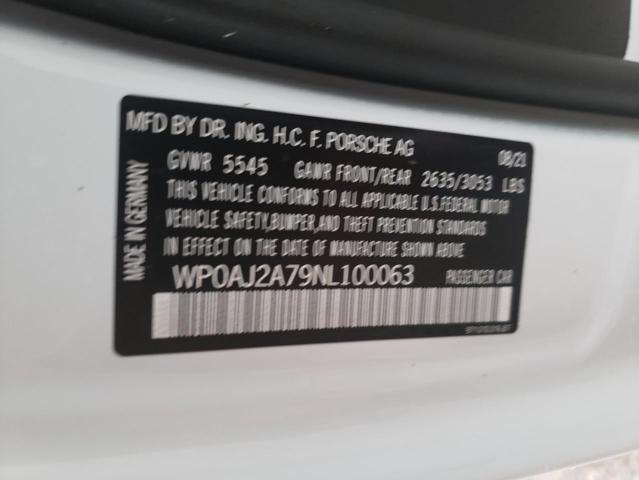 MFD BY DR. ING. H.C. F. PORSCHE AG 08/21
GVWR 5545 GAWR FRONT/REAR 2635/3053 LBS
THIS VEHICLE CONFORMS TO ALL APPLICABLE U.S.FEDERAL MOTOR
VEHICLE SAFETY,BUMPER,AND THEFT PREVENTION STANDARDS
IN EFFECT ON THE DATE OF MANUFACTURE SHOWN ABOVE
WP0AJ2A79NL100063 PASSENGER CAR
MADE IN GERMANY